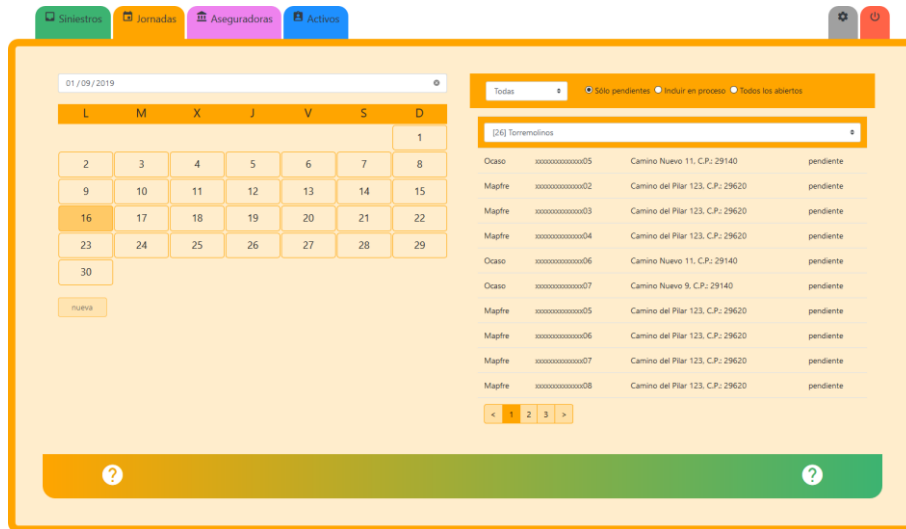 Siniestros Jornadas Aseguradoras Activos
01/09/2019
L M X J V S D
1
2 3 4 5 6 7 8
9 10 11 12 13 14 15
16 17 18 19 20 21 22
23 24 25 26 27 28 29
30
nueva
Todas Sólo pendientes Induir en proceso Todos los abiertos
[26] Torremolinos
Ocaso xxxxxxxxxxxxxx05 Camino Nuevo 11, C.P.: 29140 pendiente
Mapfre xxxxxxxxxxxxxx02 Camino del Pilar 123, C.P.: 29620 pendiente
Mapfre xxxxxxxxxxxxxx03 Camino del Pilar 123, C.P.: 29620 pendiente
Mapfre xxxxxxxxxxxxxx04 Camino del Pilar 123, C.P.: 29620 pendiente
Ocaso xxxxxxxxxxxxxx06 Camino Nuevo 11, C.P.: 29140 pendiente
Ocaso xxxxxxxxxxxxxx07 Camino Nuevo 9, C.P.: 29140 pendiente
Mapfre xxxxxxxxxxxxxx05 Camino del Pilar 123, C.P.: 29620 pendiente
Mapfre xxxxxxxxxxxxxx06 Camino del Pilar 123, C.P.: 29620 pendiente
Mapfre xxxxxxxxxxxxxx07 Camino del Pilar 123, C.P.: 29620 pendiente
Mapfre xxxxxxxxxxxxxx08 Camino del Pilar 123, C.P.: 29620 pendiente
< 1 2 3 >
? ?